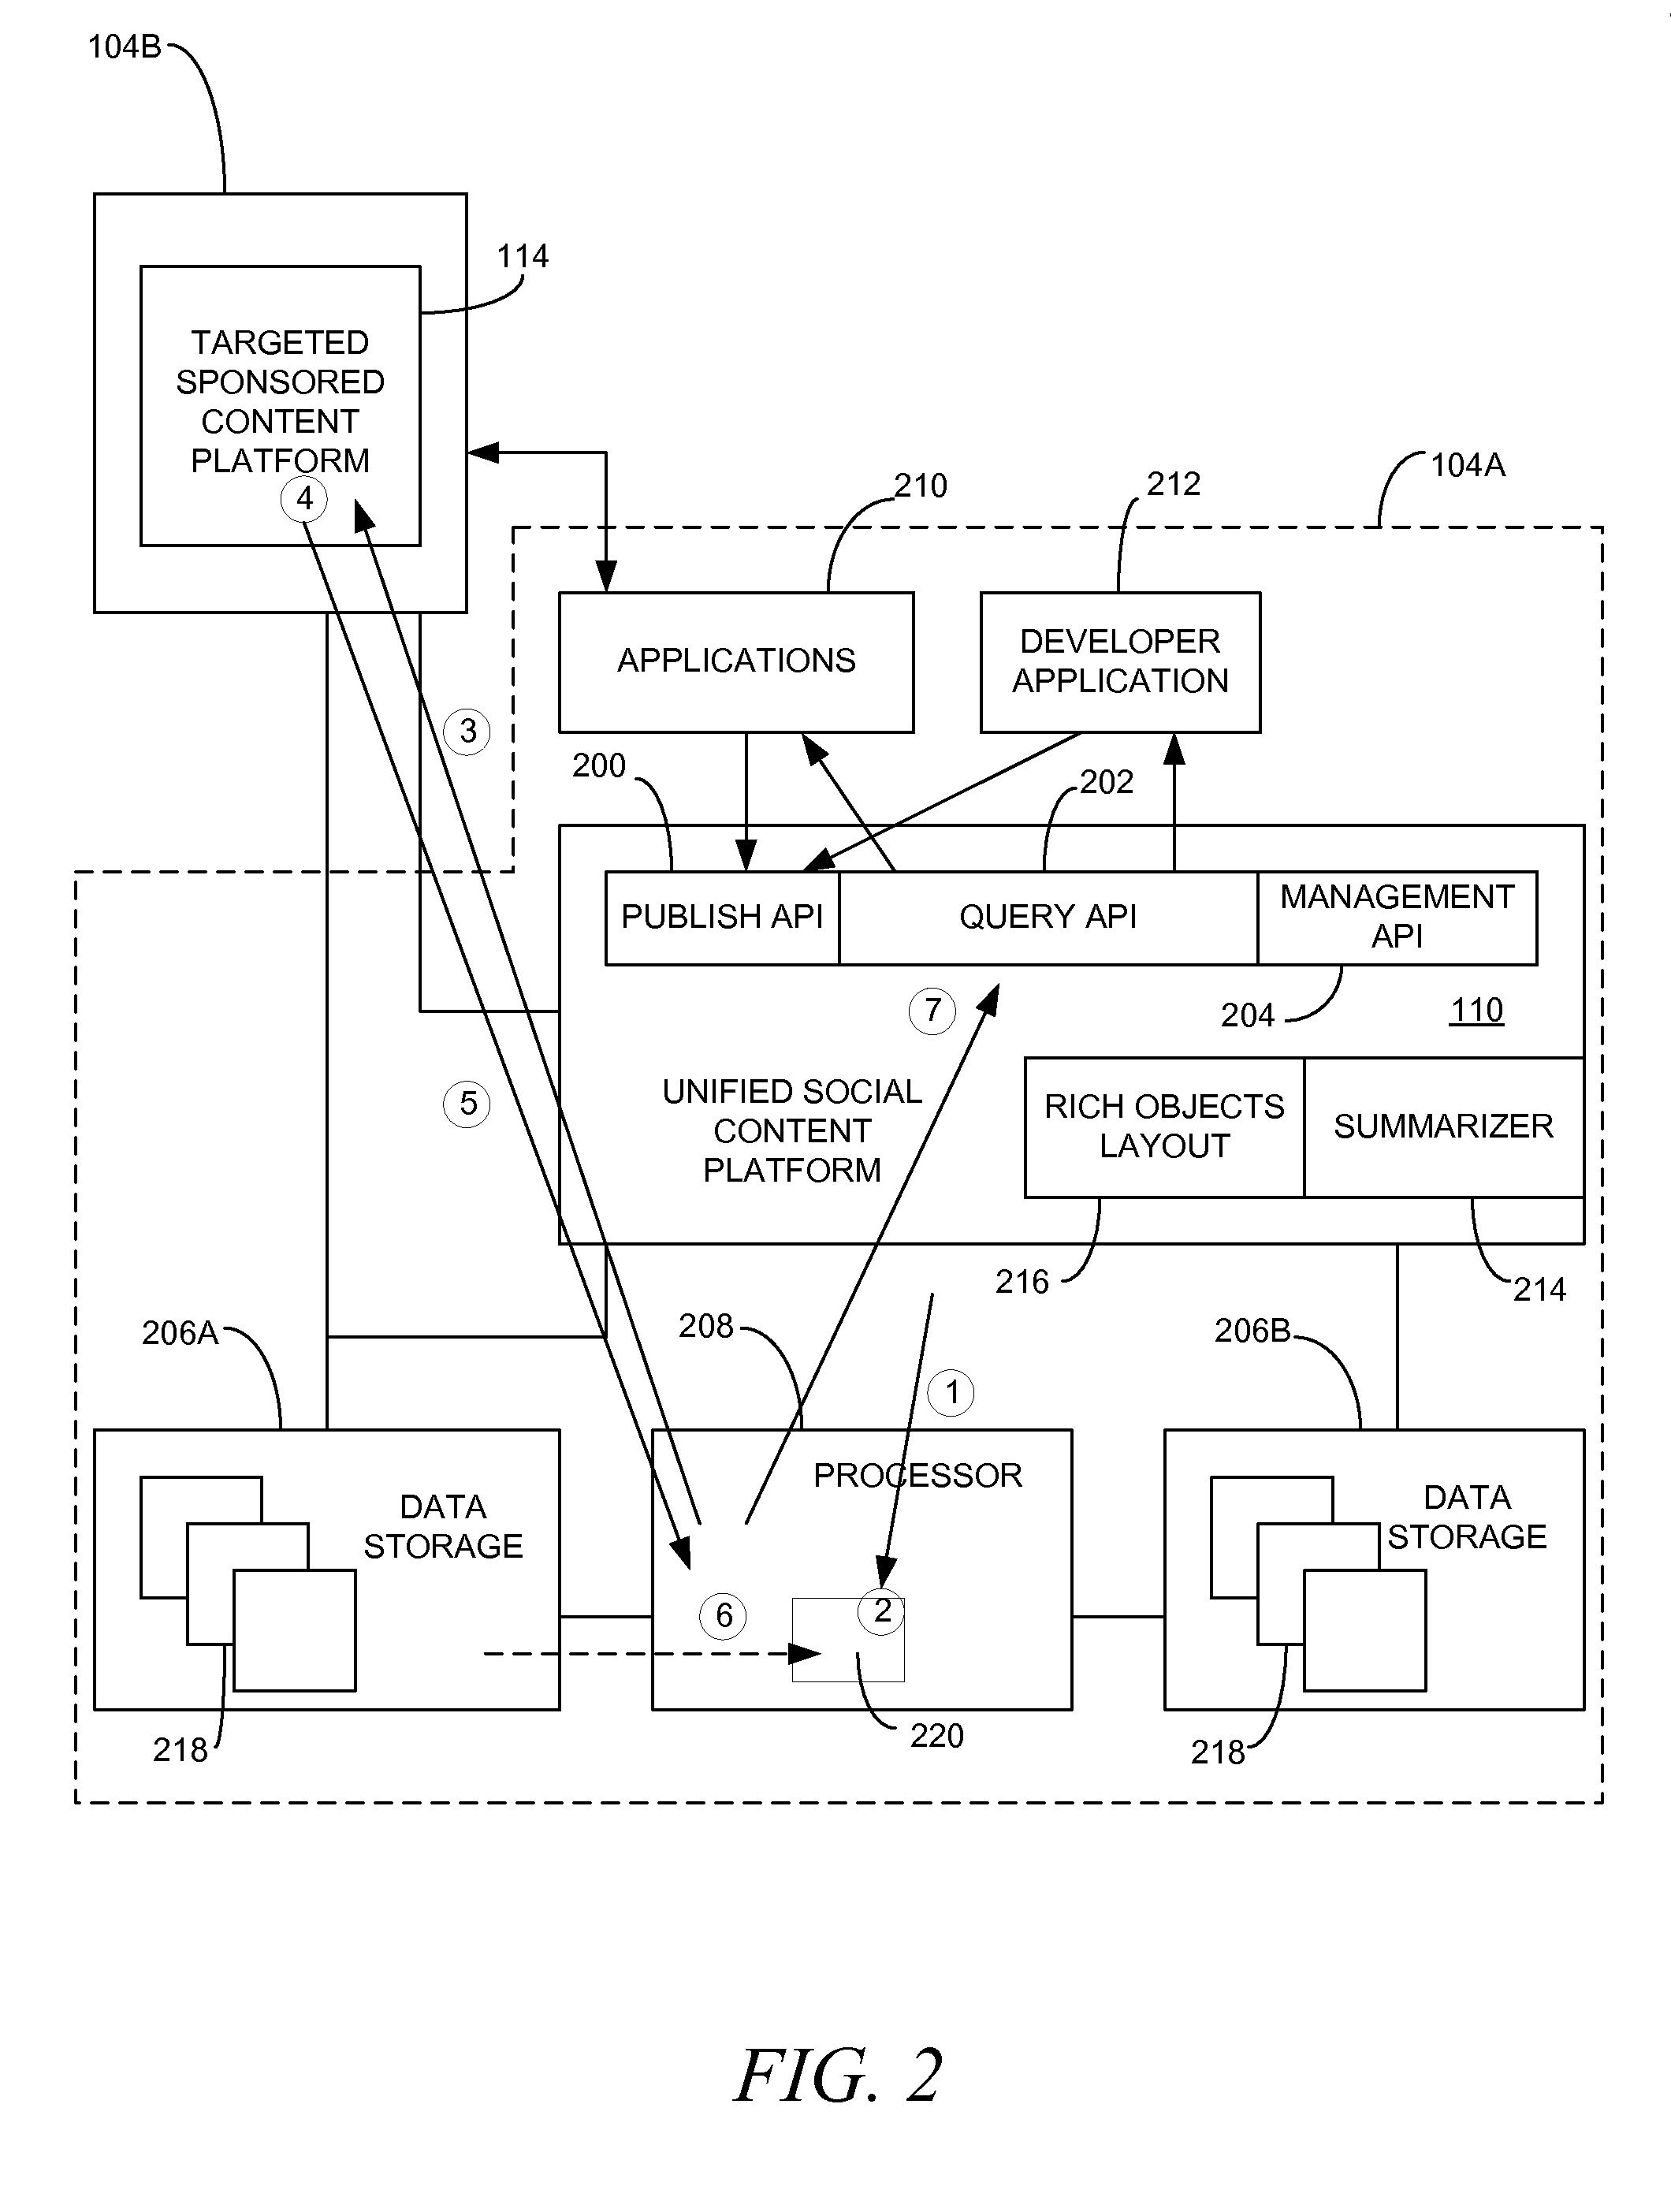 104B
114
TARGETED
SPONSORED
CONTENT
PLATFORM
4
104A
210
212
APPLICATIONS
DEVELOPER
APPLICATION
3
200
202
PUBLISH API
QUERY API
MANAGEMENT
API
7
204
110
5
UNIFIED SOCIAL
CONTENT
PLATFORM
RICH OBJECTS
LAYOUT
SUMMARIZER
216
214
206A
208
206B
1
DATA
STORAGE
PROCESSOR
DATA
STORAGE
6
2
218
220
218
FIG. 2